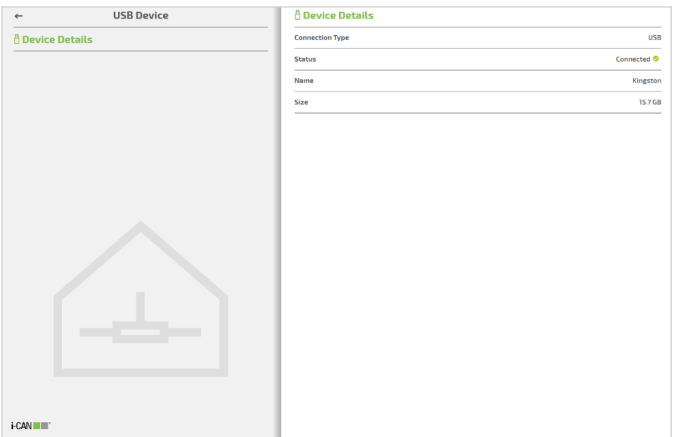 ← USB Device
Device Details
i-CAN
Device Details
Connection Type USB
Status Connected
Name Kingston
Size 15.7 GB